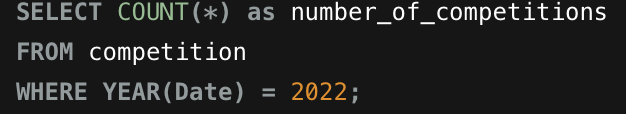 SELECT COUNT(*) as number_of_competitions
FROM competition
WHERE YEAR(Date) = 2022;